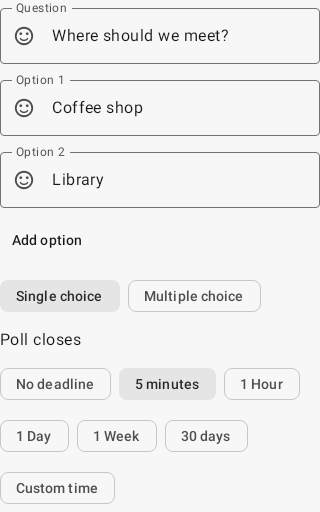 Question
Where should we meet?
Option 1
Coffee shop
Option 2
Library
Add option
Single choice Multiple choice
Poll closes
No deadline 5 minutes 1 Hour
1 Day 1 Week 30 days
Custom time